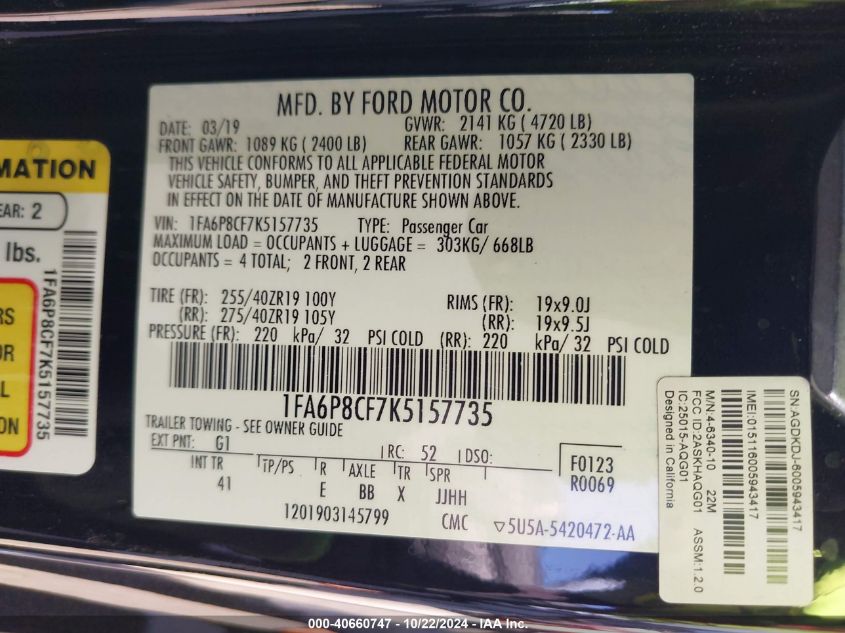 MFD. BY FORD MOTOR CO.
DATE: 03/19 GVWR: 2141 KG ( 4720 LB)
FRONT GAWR: 1089 KG ( 2400 LB) REAR GAWR: 1057 KG ( 2330 LB)
THIS VEHICLE CONFORMS TO ALL APPLICABLE FEDERAL MOTOR
VEHICLE SAFETY, BUMPER, AND THEFT PREVENTION STANDARDS
IN EFFECT ON THE DATE OF MANUFACTURE SHOWN ABOVE.
VIN: 1FA6P8CF7K5157735 TYPE: Passenger Car
MAXIMUM LOAD = OCCUPANTS + LUGGAGE = 303KG/ 668LB
OCCUPANTS = 4 TOTAL; 2 FRONT, 2 REAR
TIRE (FR): 255/40ZR19 100Y RIMS (FR): 19x9.0J
(RR): 275/40ZR19 105Y (RR): 19x9.5J
PRESSURE (FR): 220 kPa/ 32 PSI COLD (RR): 220 kPa/ 32 PSI COLD
1FA6P8CF7K5157735
TRAILER TOWING - SEE OWNER GUIDE
EXT PNT: G1 RC: 52 DSO:
INT TR TP/PS R AXLE TR SPR
41 E BB X JJHH
F0123
R0069
1201903145799 CMC 5U5A-5420472-AA
MATION
EAR: 2
lbs.
RS
OR
L
ON
1FA6P8CF7K5157735
SN:AGDKDJ-6005943417
IMEI:015116005943417
M/N:4-6340-10 22M
FCC ID:2ASKHAQG01 ASSM:1.2.0
IC:25015-AQG01
Designed in California
000-40660747 - 10/22/2024 - IAA Inc.